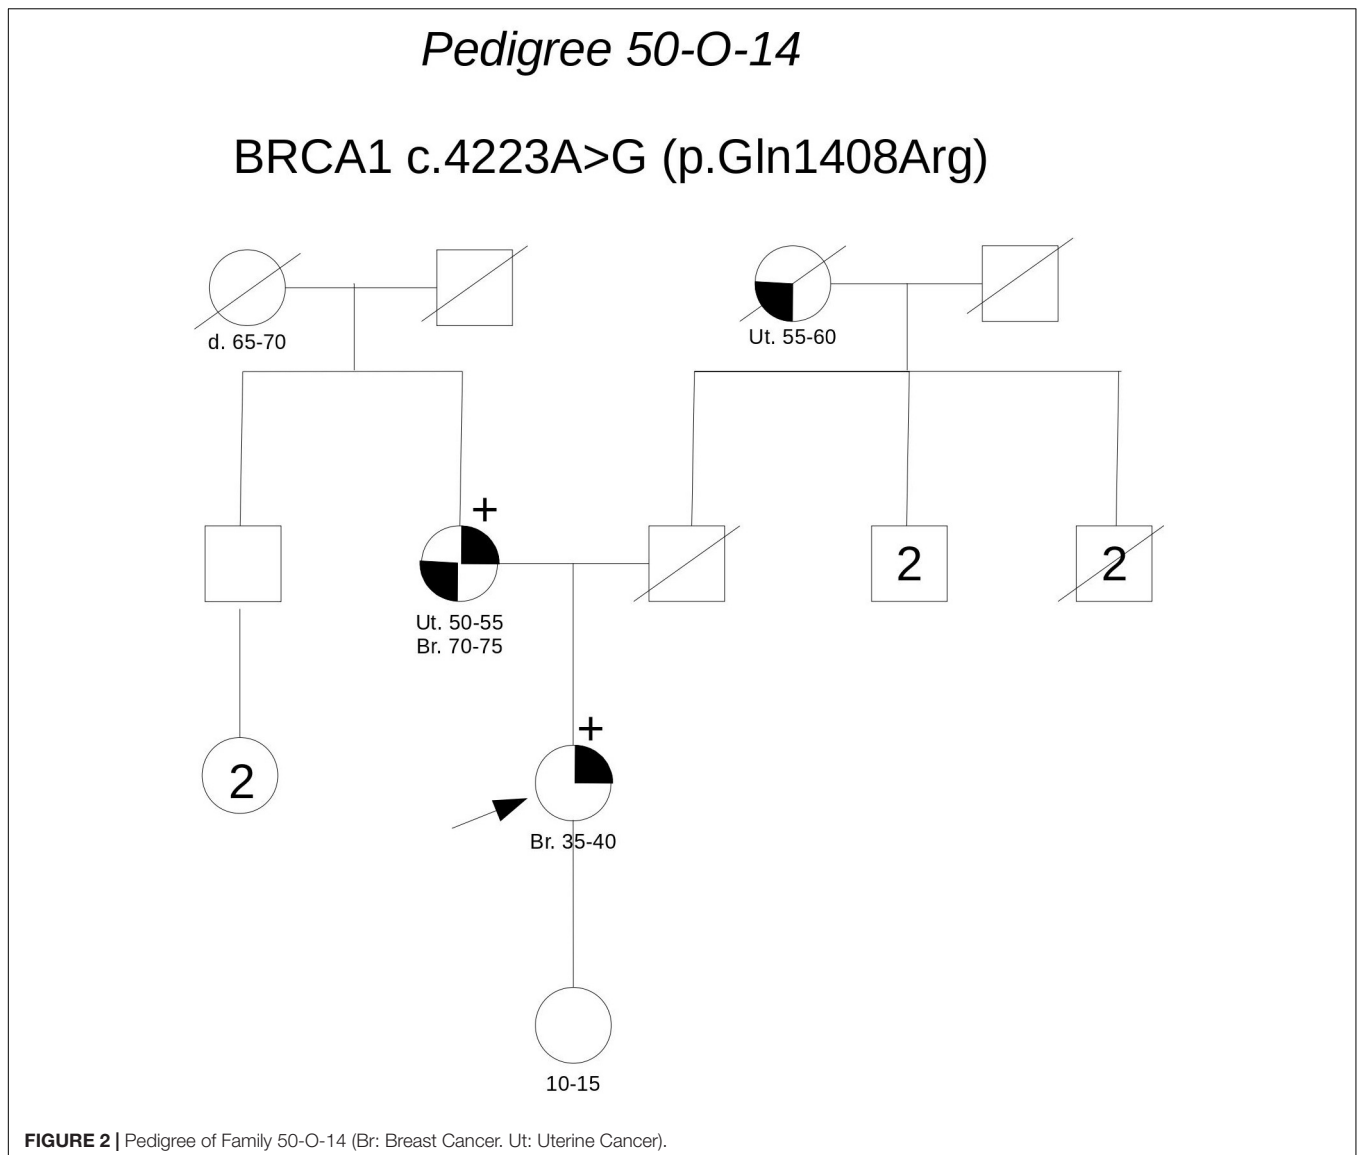 Pedigree 50-O-14
BRCA1 c.4223A>G (p.Gln1408Arg)
d. 65-70
Ut. 55-60
+
2
2
Ut. 50-55
Br. 70-75
+
2
Br. 35-40
10-15
FIGURE 2 | Pedigree of Family 50-O-14 (Br: Breast Cancer. Ut: Uterine Cancer).